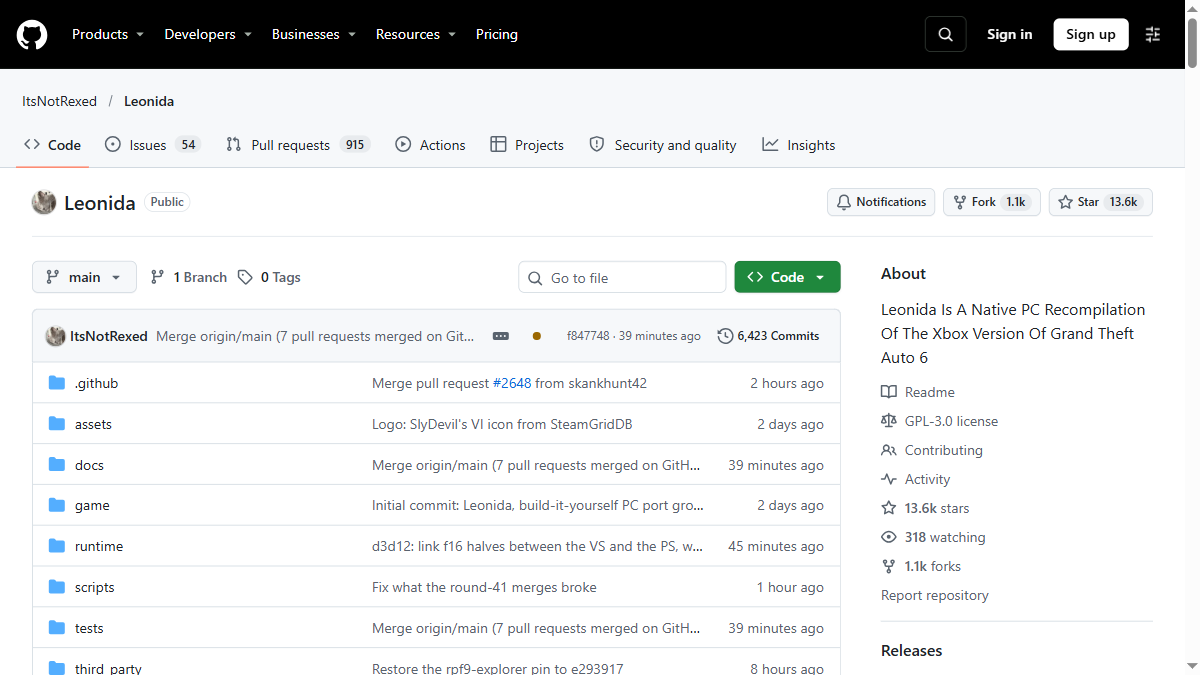 Products Developers Businesses Resources Pricing Sign in Sign up
ItsNotRexed / Leonida
Code Issues 54 Pull requests 915 Actions Projects Security and quality Insights
Leonida Public Notifications Fork 1.1k Star 13.6k
main 1 Branch 0 Tags Go to file Code
ItsNotRexed Merge origin/main (7 pull requests merged on Git... f847748 · 39 minutes ago 6,423 Commits
.github Merge pull request #2648 from skankhunt42 2 hours ago
assets Logo: SlyDevil's VI icon from SteamGridDB 2 days ago
docs Merge origin/main (7 pull requests merged on GitH... 39 minutes ago
game Initial commit: Leonida, build-it-yourself PC port gro... 2 days ago
runtime d3d12: link f16 halves between the VS and the PS, w... 45 minutes ago
scripts Fix what the round-41 merges broke 1 hour ago
tests Merge origin/main (7 pull requests merged on GitH... 39 minutes ago
third_party Restore the rpf9-explorer pin to e293917 8 hours ago
About
Leonida Is A Native PC Recompilation
Of The Xbox Version Of Grand Theft
Auto 6
Readme
GPL-3.0 license
Contributing
Activity
13.6k stars
318 watching
1.1k forks
Report repository
Releases